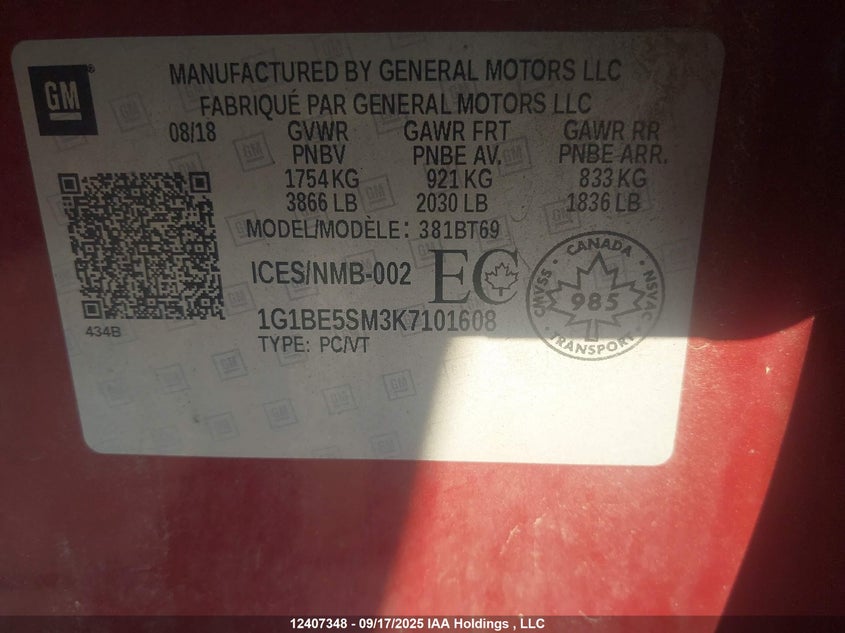 GM
MANUFACTURED BY GENERAL MOTORS LLC
FABRIQUÉ PAR GENERAL MOTORS LLC
08/18 GVWR GAWR FRT GAWR RR
PNBV PNBE AV. PNBE ARR.
1754 KG 921 KG 833 KG
3866 LB 2030 LB 1836 LB
MODEL/MODÈLE: 381BT69
ICES/NMB-002 EC
CANADA
CMVSS 985 NSVAC
TRANSPORT
434B
1G1BE5SM3K7101608
TYPE: PC/VT
12407348 - 09/17/2025 IAA Holdings , LLC